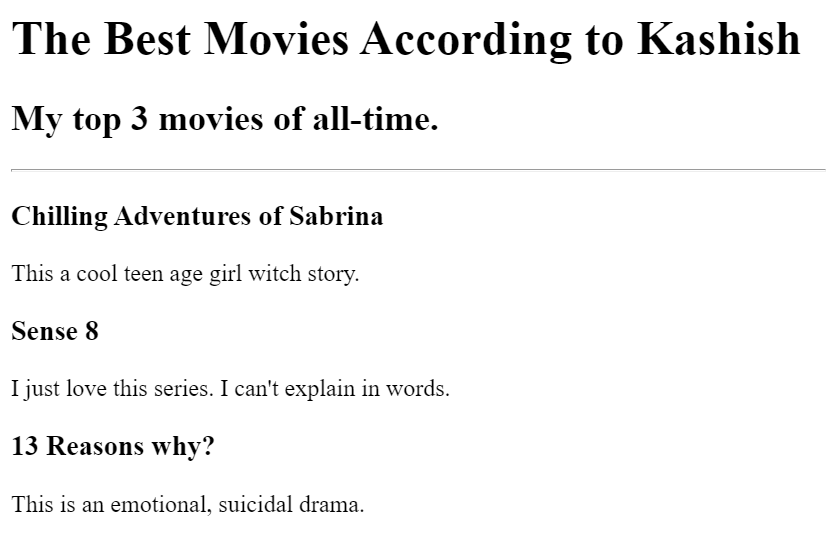 The Best Movies According to Kashish
My top 3 movies of all-time.
Chilling Adventures of Sabrina
This a cool teen age girl witch story.
Sense 8
I just love this series. I can't explain in words.
13 Reasons why?
This is an emotional, suicidal drama.